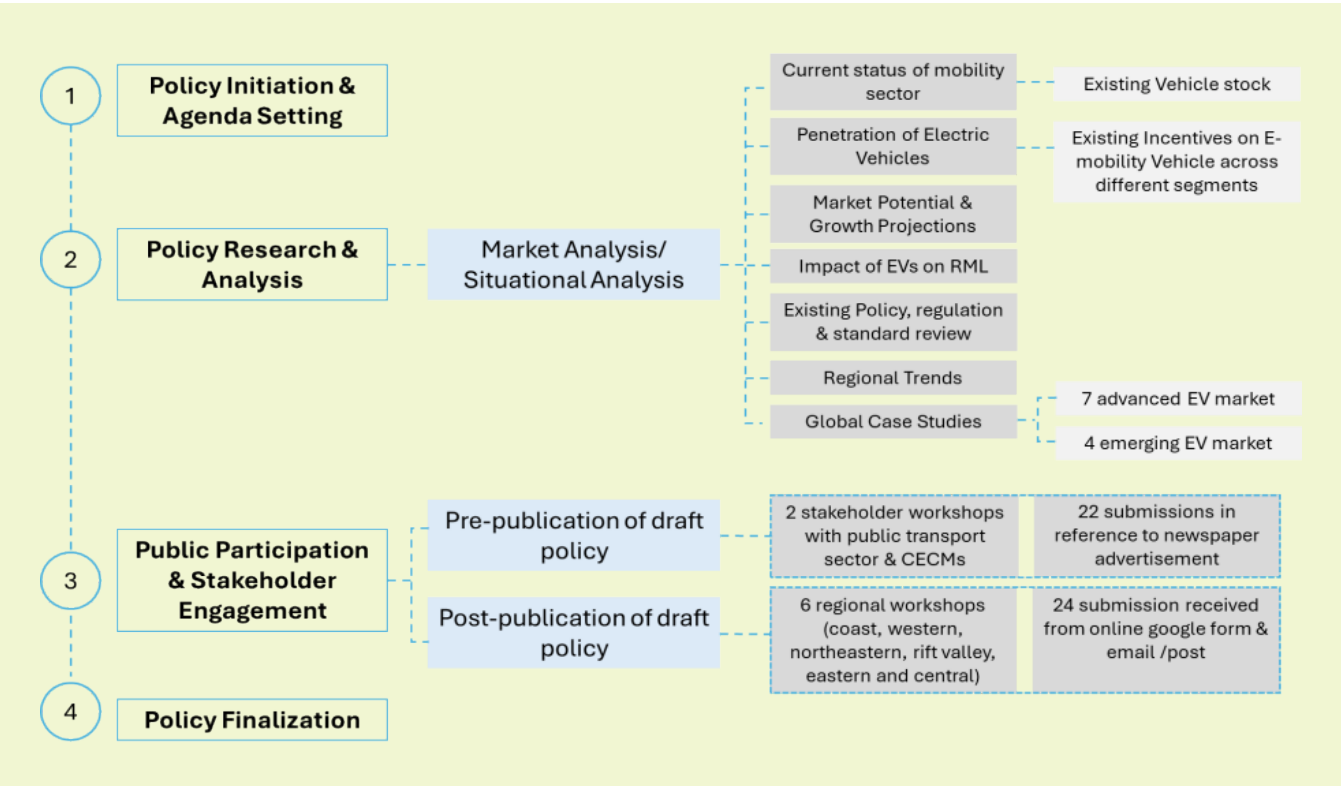 1
Policy Initiation &
Agenda Setting
2
Policy Research &
Analysis
Market Analysis/
Situational Analysis
Current status of mobility
sector
Existing Vehicle stock
Penetration of Electric
Vehicles
Existing Incentives on E-
mobility Vehicle across
different segments
Market Potential &
Growth Projections
Impact of EVs on RML
Existing Policy, regulation
& standard review
Regional Trends
Global Case Studies
7 advanced EV market
4 emerging EV market
3
Public Participation
& Stakeholder
Engagement
Pre-publication of draft
policy
2 stakeholder workshops
with public transport
sector & CECMs
22 submissions in
reference to newspaper
advertisement
Post-publication of draft
policy
6 regional workshops
(coast, western,
northeastern, rift valley,
eastern and central)
24 submission received
from online google form &
email /post
4
Policy Finalization